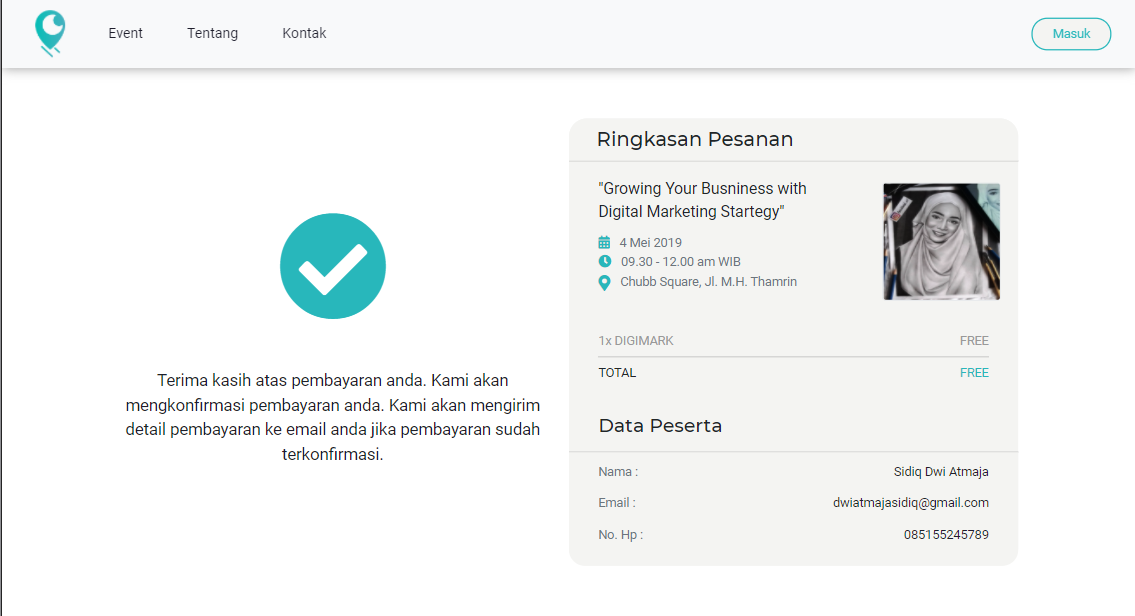 Event
Tentang
Kontak
Masuk
Terima kasih atas pembayaran anda. Kami akan
mengkonfirmasi pembayaran anda. Kami akan mengirim
detail pembayaran ke email anda jika pembayaran sudah
terkonfirmasi.
Ringkasan Pesanan
"Growing Your Busniness with
Digital Marketing Startegy"
4 Mei 2019
09.30 - 12.00 am WIB
Chubb Square, Jl. M.H. Thamrin
1x DIGIMARK FREE
TOTAL FREE
Data Peserta
Nama : Sidiq Dwi Atmaja
Email : dwiatmajasidiq@gmail.com
No. Hp : 085155245789